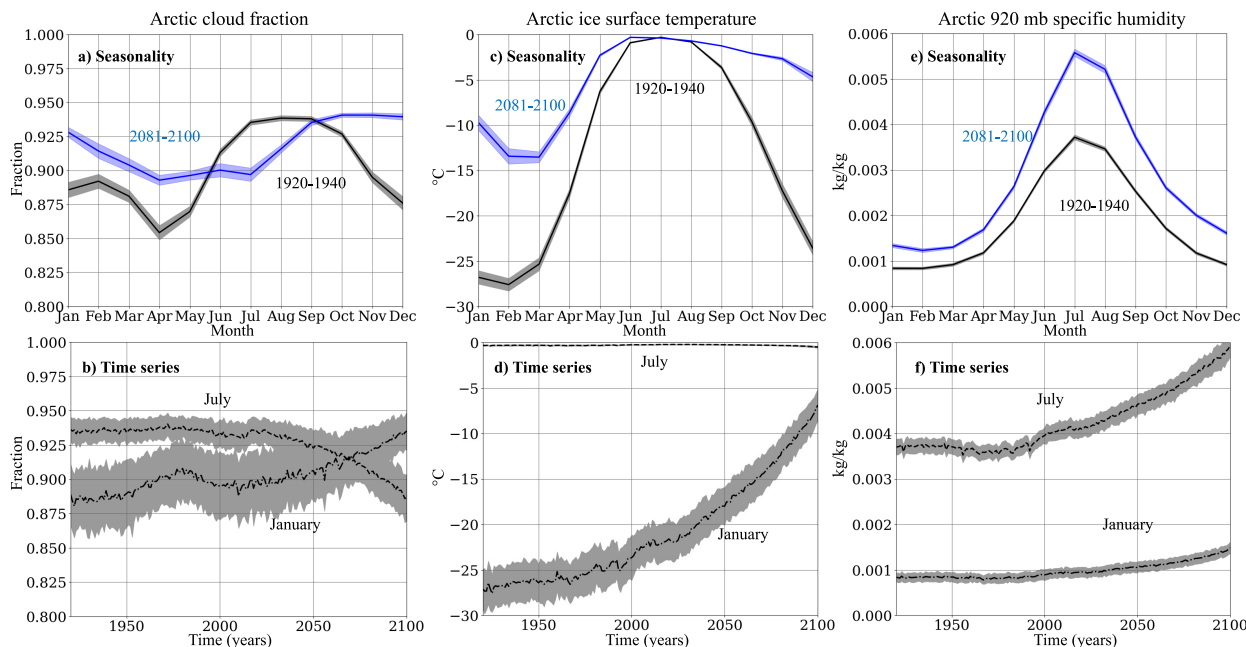 Arctic cloud fraction
1.000
0.975
0.950
0.925
0.900
0.875
0.850
0.825
0.800
Fraction
a) Seasonality
2081-2100
1920-1940
Jan Feb Mar Apr May Jun Jul Aug Sep Oct Nov Dec
Month
Arctic ice surface temperature
0
−5
−10
−15
−20
−25
−30
°C
c) Seasonality
1920-1940
2081-2100
Jan Feb Mar Apr May Jun Jul Aug Sep Oct Nov Dec
Month
Arctic 920 mb specific humidity
0.006
0.005
0.004
0.003
0.002
0.001
0.000
kg/kg
e) Seasonality
2081-2100
1920-1940
Jan Feb Mar Apr May Jun Jul Aug Sep Oct Nov Dec
Month
1.000
0.975
0.950
0.925
0.900
0.875
0.850
0.825
0.800
Fraction
b) Time series
July
January
1950 2000 2050 2100
Time (years)
0
−5
−10
−15
−20
−25
−30
°C
d) Time series
July
January
1950 2000 2050 2100
Time (years)
0.006
0.005
0.004
0.003
0.002
0.001
0.000
kg/kg
f) Time series
July
January
1950 2000 2050 2100
Time (years)